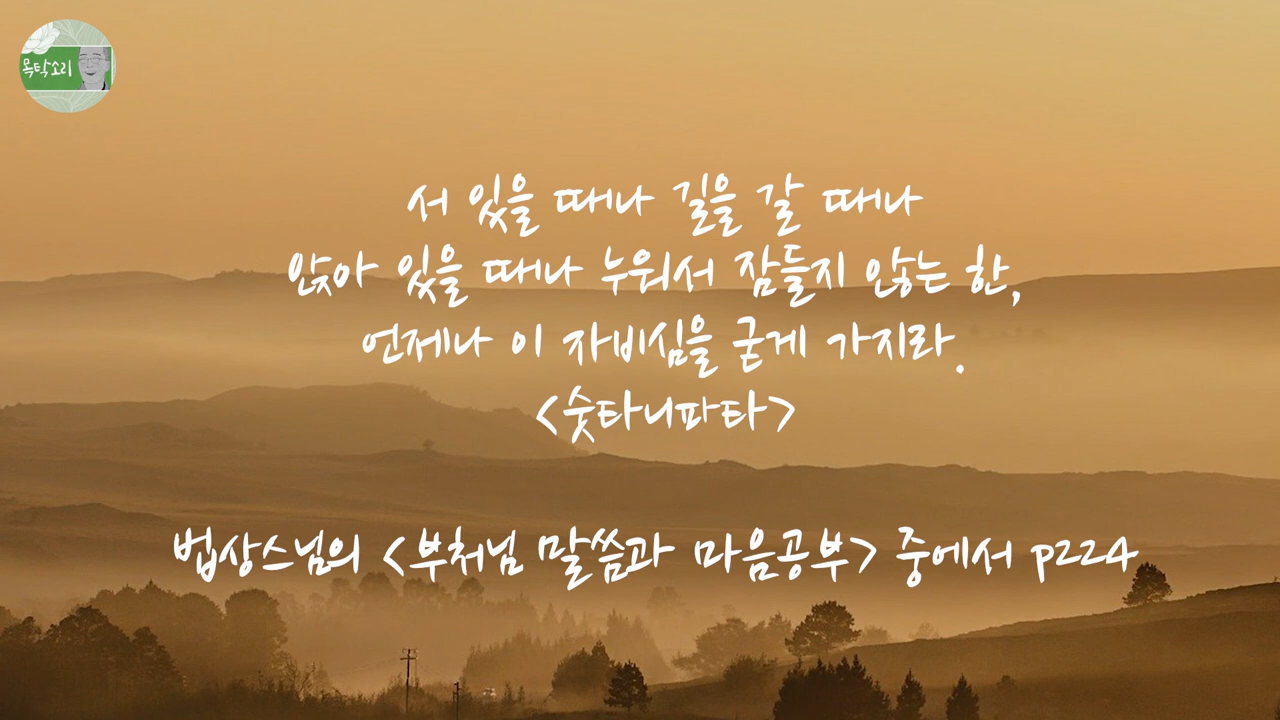 목탁소리
서 있을 때나 길을 갈 때나
앉아 있을 때나 누워서 잠들지 않는 한,
언제나 이 자비심을 굳게 가지라.
<숫타니파타>
법상스님의 <부처님 말씀과 마음공부> 중에서 p224